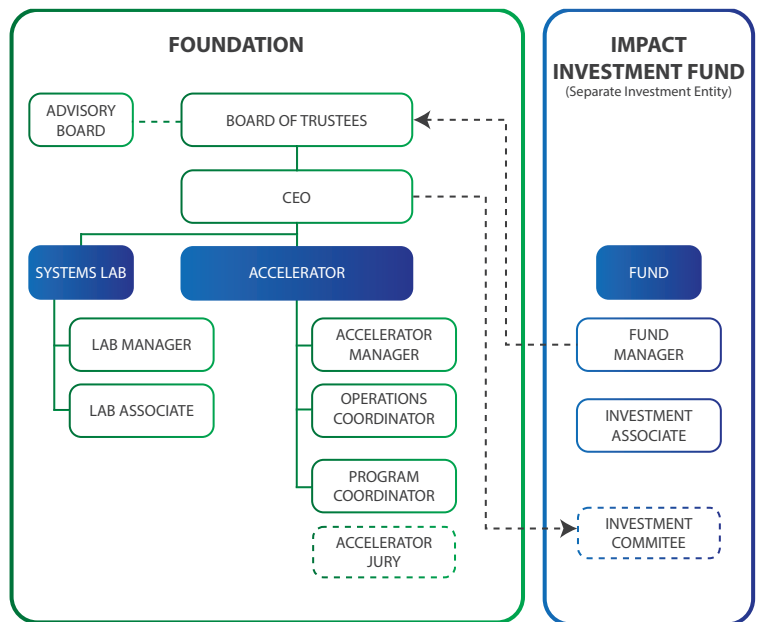 FOUNDATION
ADVISORY
BOARD
BOARD OF TRUSTEES
CEO
SYSTEMS LAB
ACCELERATOR
LAB MANAGER
LAB ASSOCIATE
ACCELERATOR
MANAGER
OPERATIONS
COORDINATOR
PROGRAM
COORDINATOR
ACCELERATOR
JURY
IMPACT
INVESTMENT FUND
(Separate Investment Entity)
FUND
FUND
MANAGER
INVESTMENT
ASSOCIATE
INVESTMENT
COMMITEE